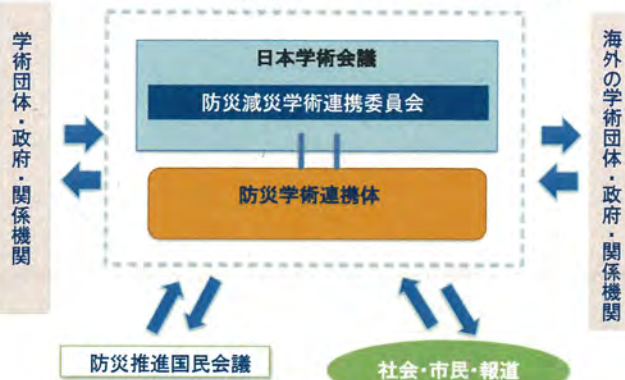 学術団体・政府・関係機関
日本学術会議
防災減災学術連携委員会
防災学術連携体
海外の学術団体・政府・関係機関
防災推進国民会議
社会・市民・報道